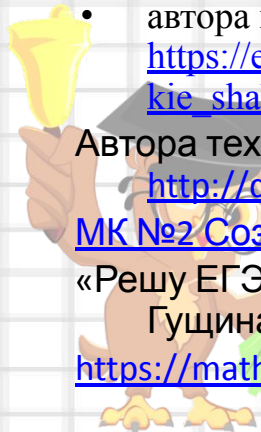 • автора
https://e
kie_sha
Автора тех
http://
МК №2 Соз
«Решу ЕГЭ
Гущина
https://math